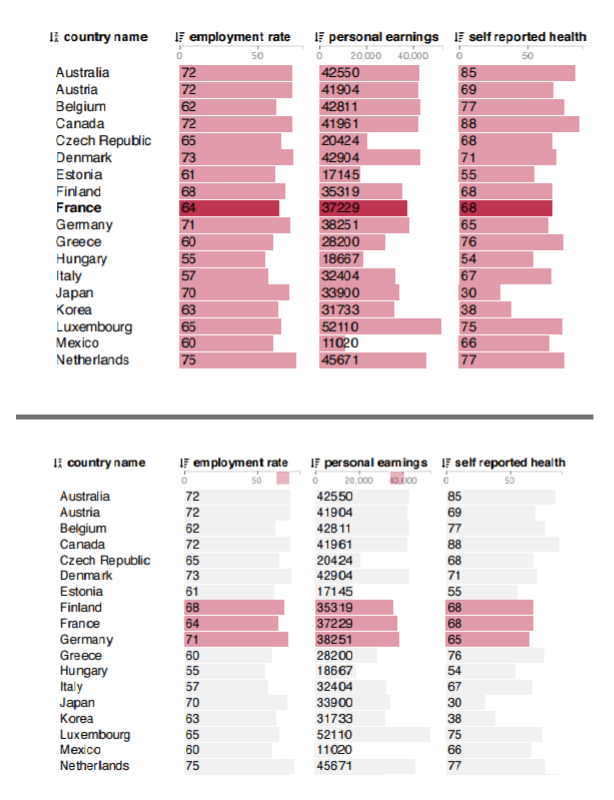 country name employment rate personal earnings self reported health
0 50 0 20,000 40,000 0 50
Australia 72 42550 85
Austria 72 41904 69
Belgium 62 42811 77
Canada 72 41961 88
Czech Republic 65 20424 68
Denmark 73 42904 71
Estonia 61 17145 55
Finland 68 35319 68
France 64 37229 68
Germany 71 38251 65
Greece 60 28200 76
Hungary 55 18667 54
Italy 57 32404 67
Japan 70 33900 30
Korea 63 31733 38
Luxembourg 65 52110 75
Mexico 60 11020 66
Netherlands 75 45671 77
country name employment rate personal earnings self reported health
0 50 0 20,000 40,000 0 50
Australia 72 42550 85
Austria 72 41904 69
Belgium 62 42811 77
Canada 72 41961 88
Czech Republic 65 20424 68
Denmark 73 42904 71
Estonia 61 17145 55
Finland 68 35319 68
France 64 37229 68
Germany 71 38251 65
Greece 60 28200 76
Hungary 55 18667 54
Italy 57 32404 67
Japan 70 33900 30
Korea 63 31733 38
Luxembourg 65 52110 75
Mexico 60 11020 66
Netherlands 75 45671 77